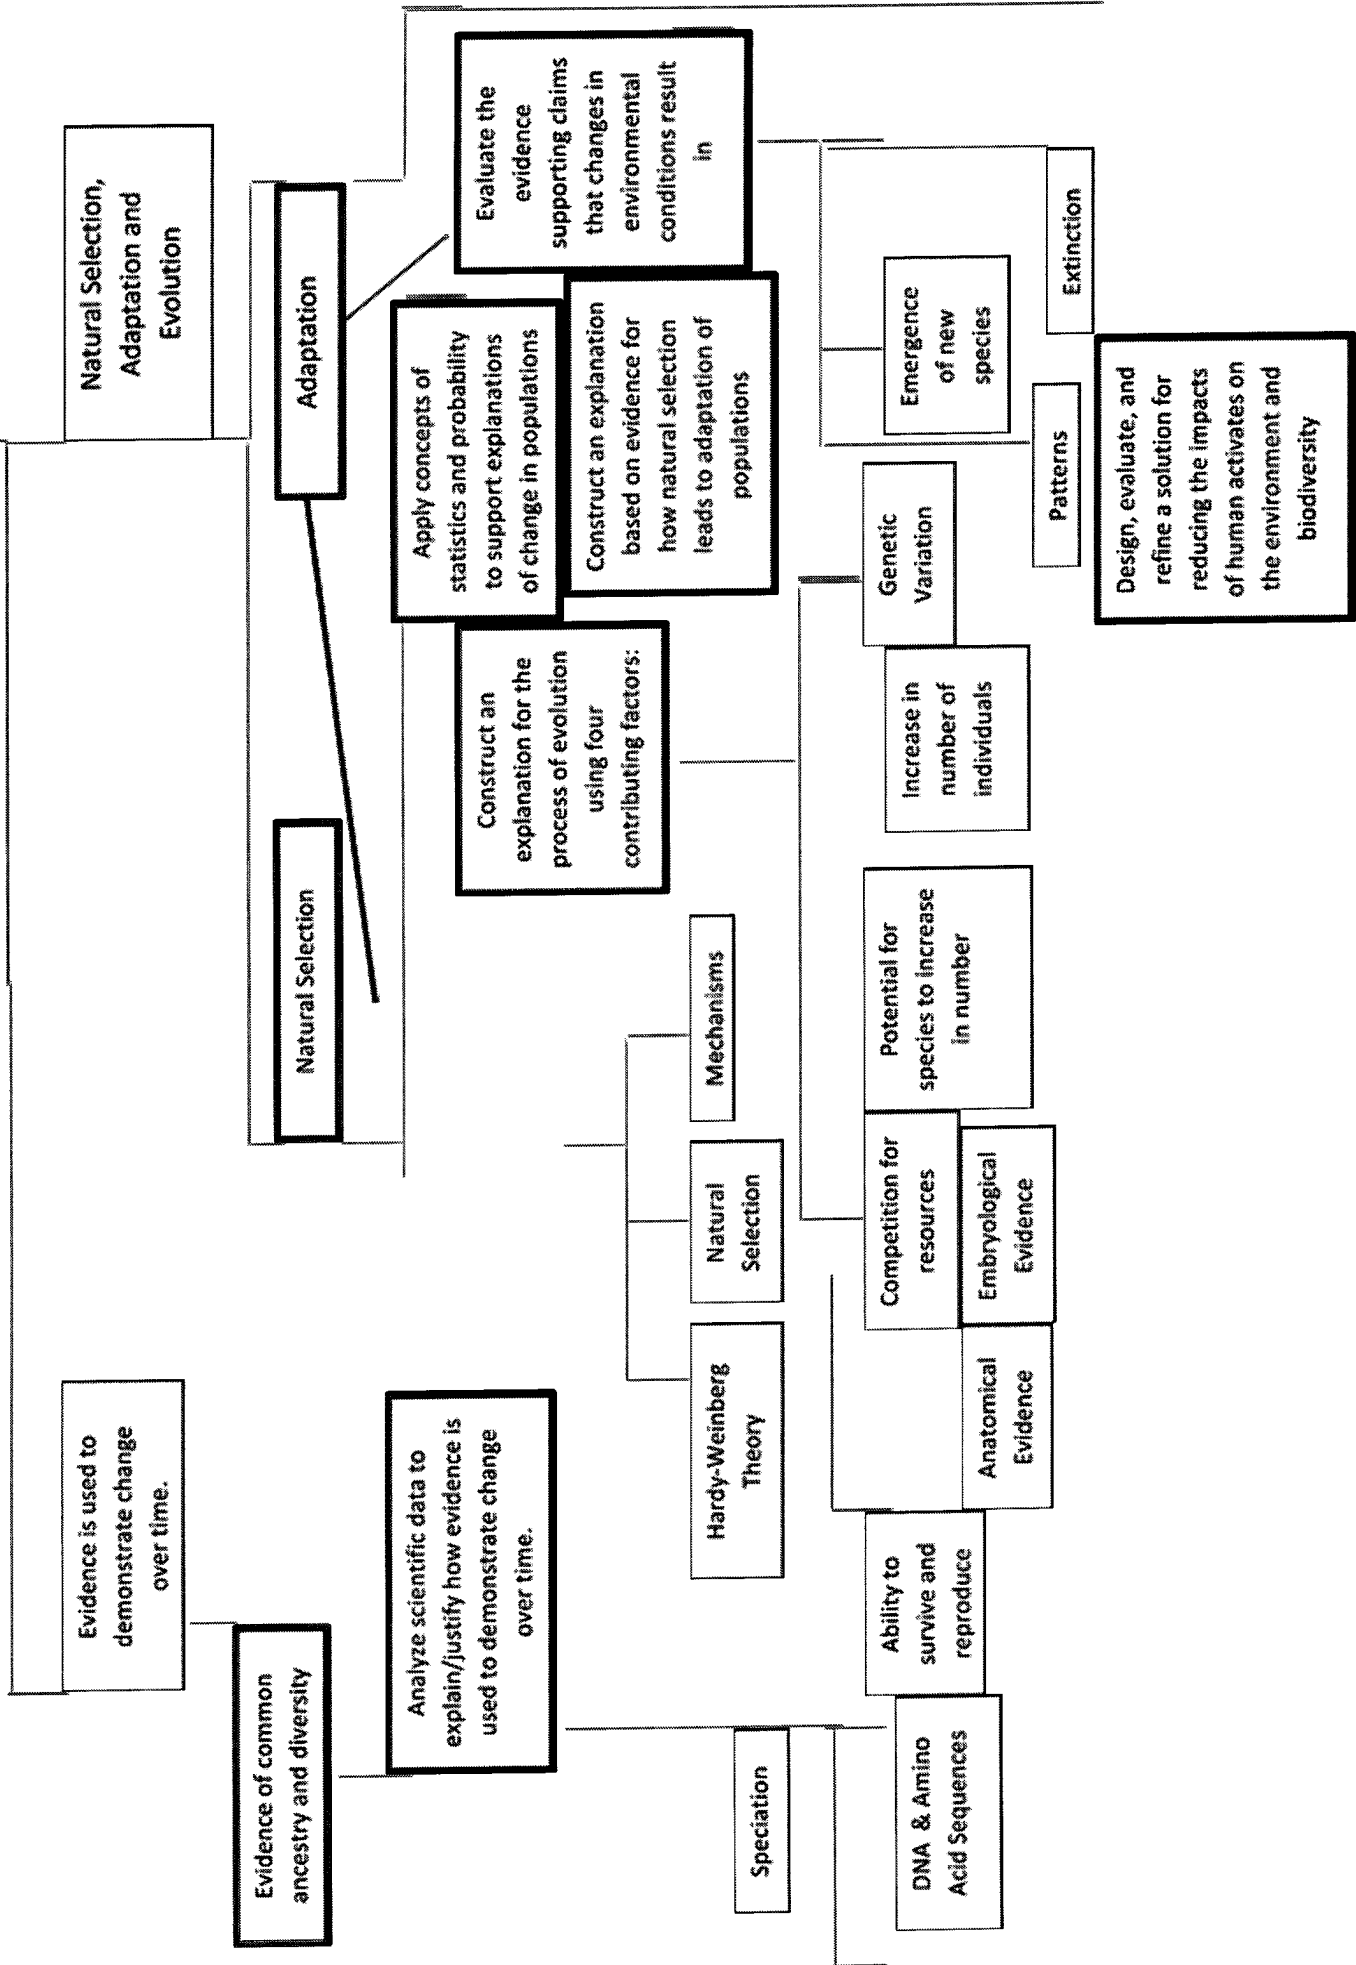 Evidence is used to
demonstrate change
over time.
Natural Selection,
Adaptation and
Evolution
Evidence of common
ancestry and diversity
Natural Selection
Adaptation
Analyze scientific data to
explain/justify how evidence is
used to demonstrate change
over time.
Construct an
explanation for the
process of evolution
using four
contributing factors:
Apply concepts of
statistics and probability
to support explanations
of change in populations
Construct an explanation
based on evidence for
how natural selection
leads to adaptation of
populations
Evaluate the
evidence
supporting claims
that changes in
environmental
conditions result
in
Speciation
Hardy-Weinberg
Theory
Natural
Selection
Mechanisms
DNA & Amino
Acid Sequences
Ability to
survive and
reproduce
Anatomical
Evidence
Competition for
resources
Embryological
Evidence
Potential for
species to increase
in number
Increase in
number of
individuals
Genetic
Variation
Patterns
Emergence
of new
species
Extinction
Design, evaluate, and
refine a solution for
reducing the impacts
of human activates on
the environment and
biodiversity